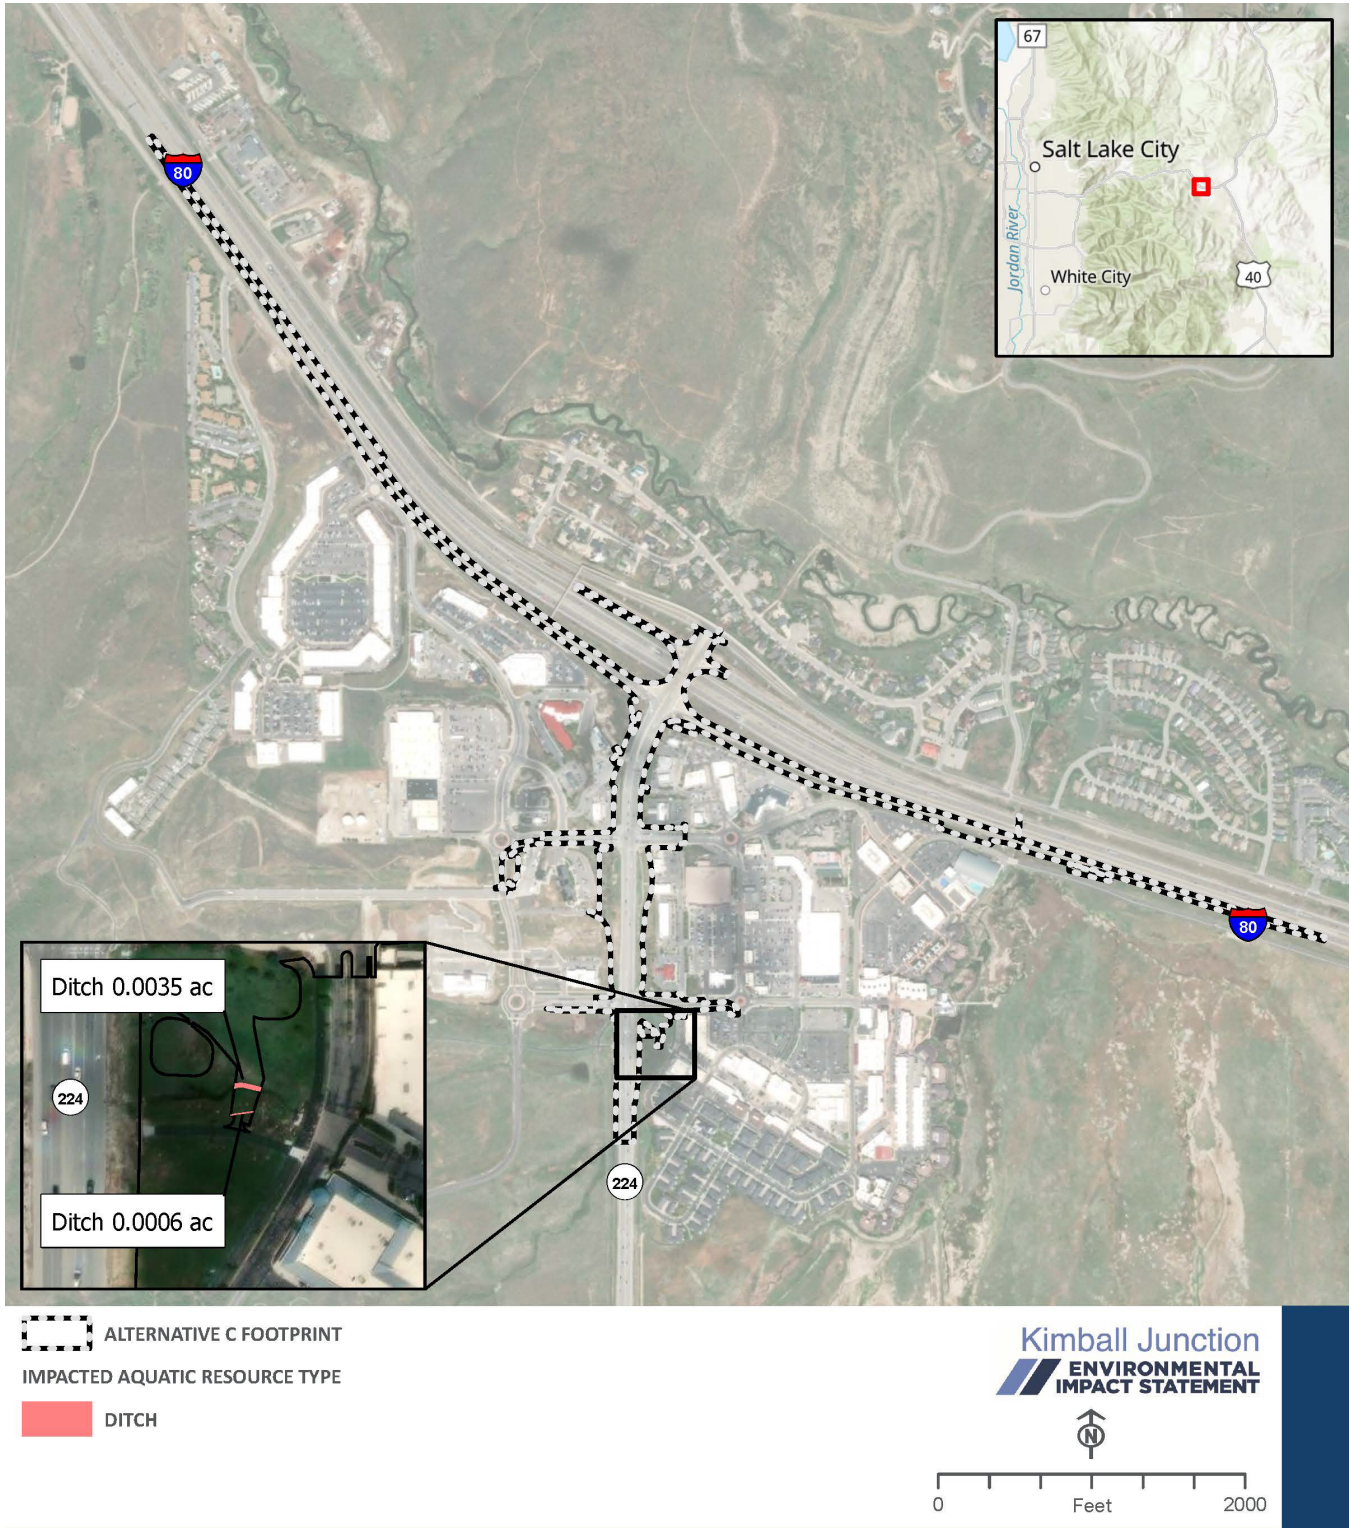 67
Salt Lake City
Jordan River
White City
40
80
80
Ditch 0.0035 ac
224
Ditch 0.0006 ac
224
ALTERNATIVE C FOOTPRINT
IMPACTED AQUATIC RESOURCE TYPE
DITCH
Kimball Junction
ENVIRONMENTAL
IMPACT STATEMENT
N
0 Feet 2000